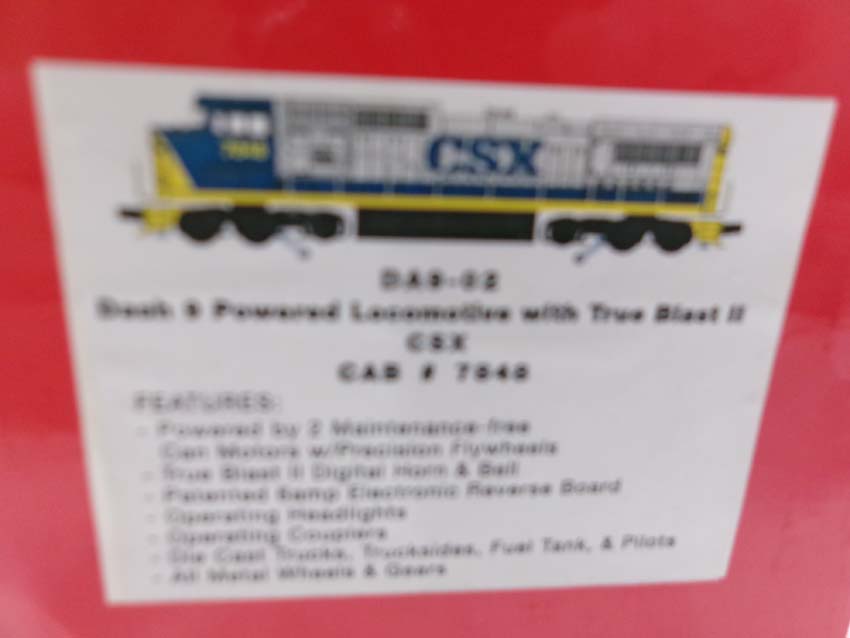 CSX
Dash 9 Powered Locomotive with True Blast II
CSX
CAB #
FEATURES:
- Powered by 2 Maintenance-free
Can Motors w/Precision Flywheels
- True Blast II Digital Horn & Bell
- Patented 6amp Electronic Reverse Board
- Operating Headlights
- Operating Couplers
- Die Cast Trucks, Trucksides, Fuel Tank, & Pilots
- All Metal Wheels & Gears